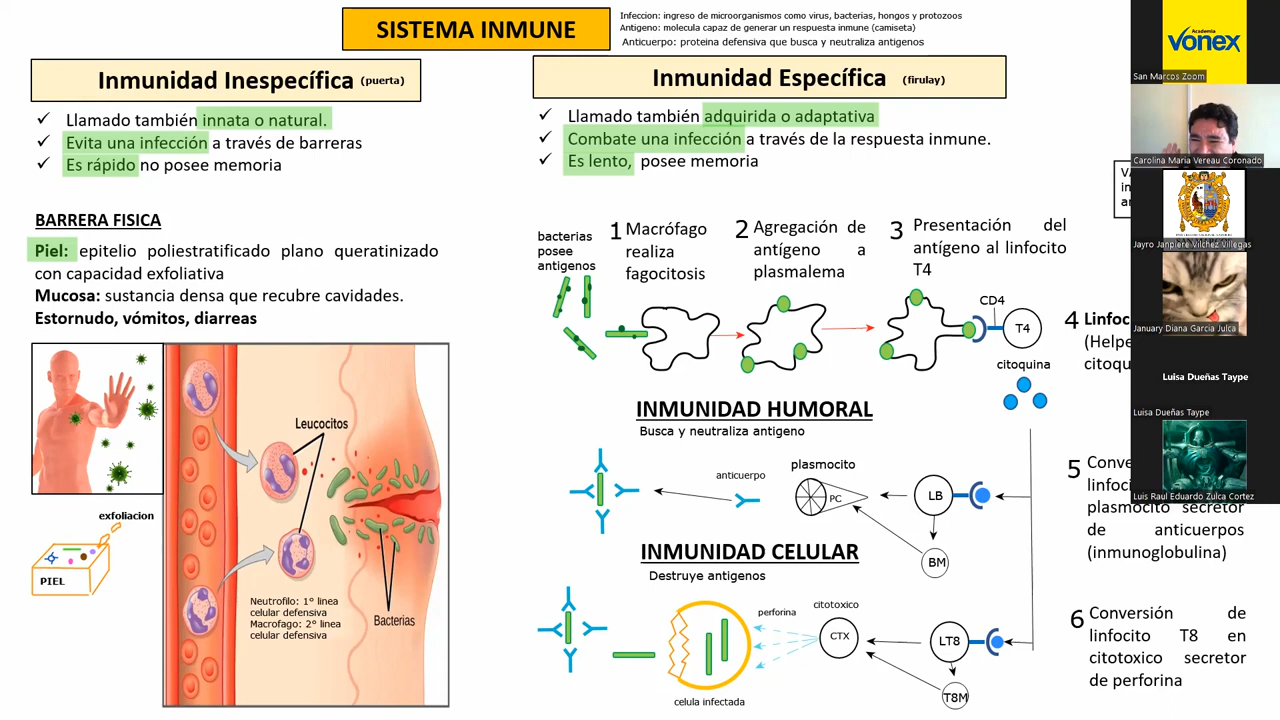 SISTEMA INMUNE
Infeccion: ingreso de microorganismos como virus, bacterias, hongos y protozoos
Antigeno: molecula capaz de generar un respuesta inmune (camiseta)
Anticuerpo: proteina defensiva que busca y neutraliza antigenos
Inmunidad Inespecífica (puerta)
✓ Llamado también innata o natural.
✓ Evita una infección a través de barreras
✓ Es rápido no posee memoria
BARRERA FISICA
Piel: epitelio poliestratificado plano queratinizado
con capacidad exfoliativa
Mucosa: sustancia densa que recubre cavidades.
Estornudo, vómitos, diarreas
exfoliacion
PIEL
Leucocitos
Neutrofilo: 1° linea
celular defensiva
Macrofago: 2° linea
celular defensiva
Bacterias
Inmunidad Específica (firulay)
✓ Llamado también adquirida o adaptativa
✓ Combate una infección a través de la respuesta inmune.
✓ Es lento, posee memoria
bacterias
posee
antigenos
1 Macrófago
realiza
fagocitosis
2 Agregación de
antígeno a
plasmalema
3 Presentación del
antígeno al linfocito
T4
CD4
T4
citoquina
4
(Helpe
INMUNIDAD HUMORAL
Busca y neutraliza antigeno
anticuerpo
plasmocito
PC
LB
BM
5
plasmocito secretor
de anticuerpos
(inmunoglobulina)
INMUNIDAD CELULAR
Destruye antigenos
perforina
citotoxico
CTX
LT8
T8M
celula infectada
6 Conversión de
linfocito T8 en
citotoxico secretor
de perforina
Academia
Vonex
San Marcos Zoom
Carolina Maria Vereau Coronado
Jayro Janpiere Vilchez Villegas
January Diana Garcia Julca
Luisa Dueñas Taype
Luisa Dueñas Taype
Luis Raul Eduardo Zulca Cortez